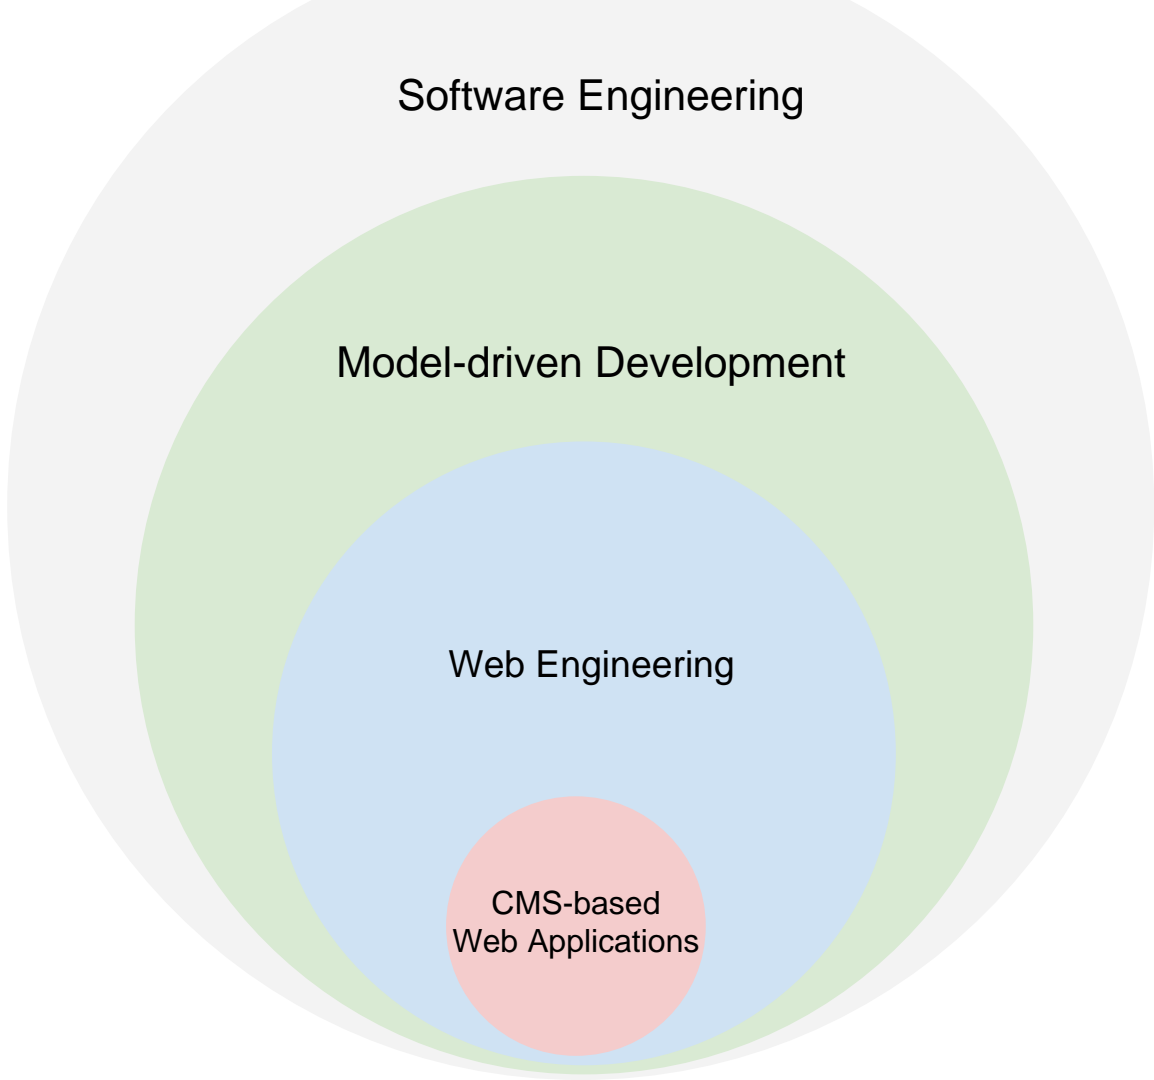 Software Engineering
Model-driven Development
Web Engineering
CMS-based
Web Applications